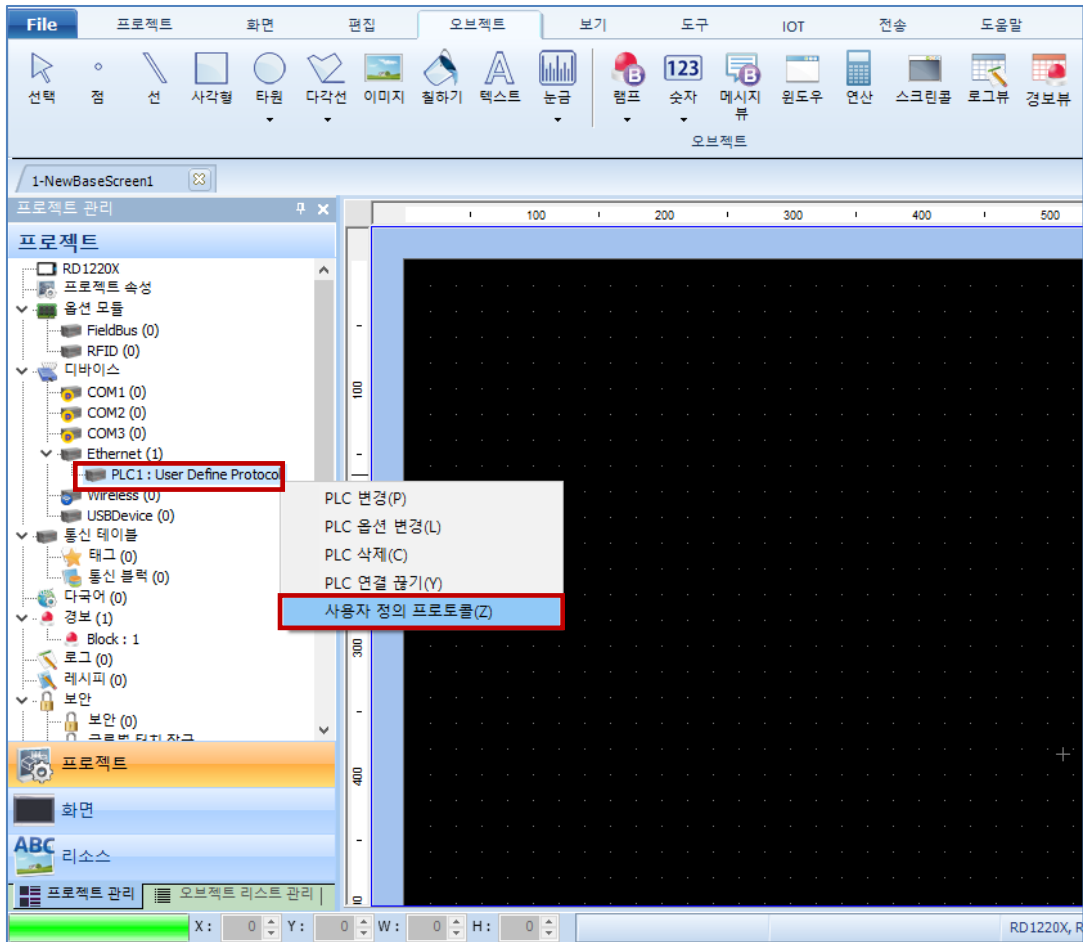 File 프로젝트 화면 편집 오브젝트 보기 도구 IOT 전송 도움말
선택 점 선 사각형 타원 다각선 이미지 칠하기 텍스트 눈금 램프 숫자 메시지 뷰 윈도우 연산 스크린콜 로그뷰 경보뷰
123
오브젝트
1-NewBaseScreen1
프로젝트 관리
100 200 300 400 500
프로젝트
RD1220X
프로젝트 속성
옵션 모듈
FieldBus (0)
RFID (0)
디바이스
COM1 (0)
100
COM2 (0)
COM3 (0)
Ethernet (1)
PLC1 : User Define Protocol
Wireless (0)
USBDevice (0)
통신 테이블
태그 (0)
통신 블럭 (0)
다국어 (0)
경보 (1)
Block : 1
로그 (0)
레시피 (0)
보안
보안 (0)
글로벌 터치 잠금
PLC 변경(P)
PLC 옵션 변경(L)
PLC 삭제(C)
PLC 연결 끊기(Y)
사용자 정의 프로토콜(Z)
300
400
프로젝트
화면
ABC
리소스
프로젝트 관리 오브젝트 리스트 관리
X : 0 Y : 0 W : 0 H : 0 RD1220X, R